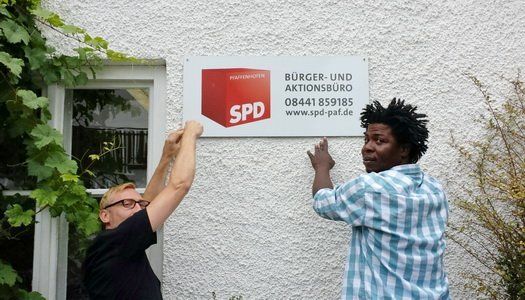 PFAFFENHOFEN
SPD
BÜRGER- UND
AKTIONSBÜRO
08441 859185
www.spd-paf.de